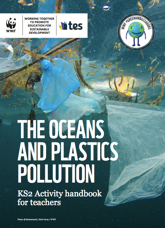 WWF
WORKING TOGETHER
TO PROMOTE
EDUCATION FOR
SUSTAINABLE
DEVELOPMENT
tes
THE OCEANS
AND PLASTICS
POLLUTION
KS2 Activity handbook
for teachers